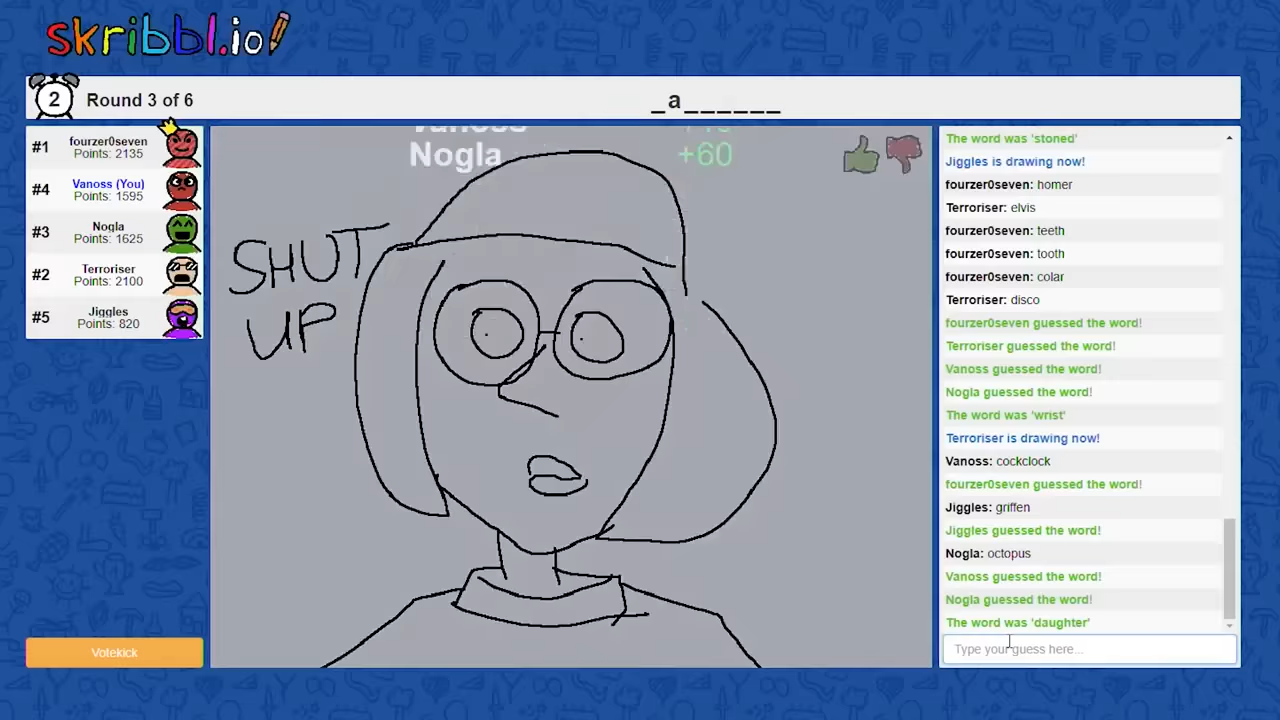 skribbl.io
2
Round 3 of 6
_a______
#1
fourzer0seven
Points: 2135
#4
Vanoss (You)
Points: 1595
#3
Nogla
Points: 1625
#2
Terroriser
Points: 2100
#5
Jiggles
Points: 820
Votekick
Vanoss
Nogla +60
SHUT
UP
The word was 'stoned'
Jiggles is drawing now!
fourzer0seven: homer
Terroriser: elvis
fourzer0seven: teeth
fourzer0seven: tooth
fourzer0seven: colar
Terroriser: disco
fourzer0seven guessed the word!
Terroriser guessed the word!
Vanoss guessed the word!
Nogla guessed the word!
The word was 'wrist'
Terroriser is drawing now!
Vanoss: cockclock
fourzer0seven guessed the word!
Jiggles: griffen
Jiggles guessed the word!
Nogla: octopus
Vanoss guessed the word!
Nogla guessed the word!
The word was 'daughter'
Type your guess here...